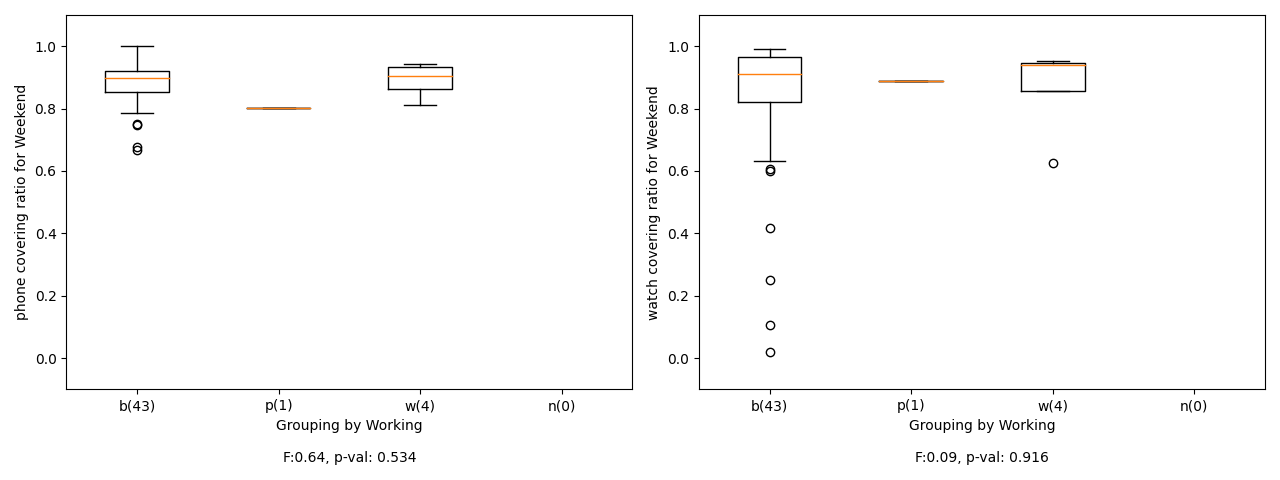 phone covering ratio for Weekend
1.0
0.8
0.6
0.4
0.2
0.0
b(43) p(1) w(4) n(0)
Grouping by Working
F:0.64, p-val: 0.534
watch covering ratio for Weekend
1.0
0.8
0.6
0.4
0.2
0.0
b(43) p(1) w(4) n(0)
Grouping by Working
F:0.09, p-val: 0.916